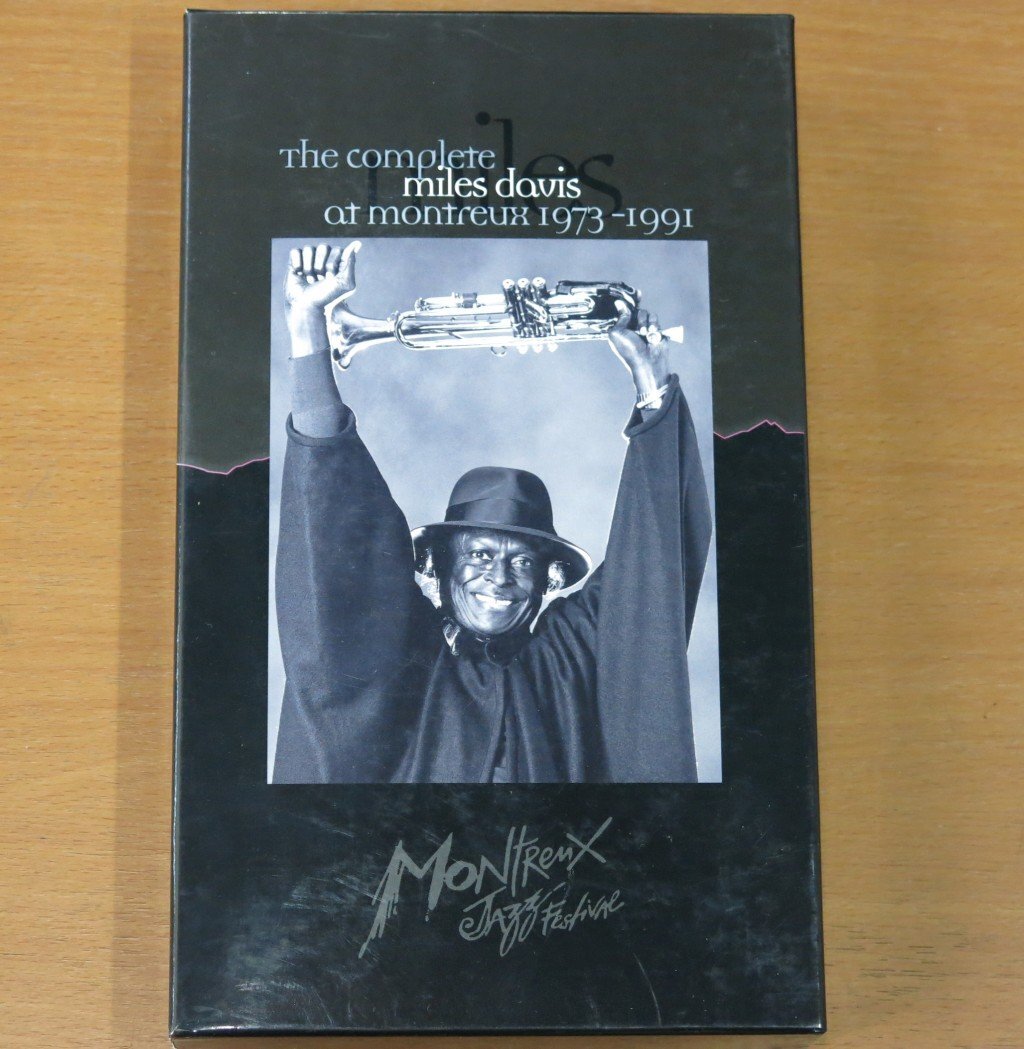 miles
The complete
miles davis
at montreux 1973-1991
Montreux
Jazz Festival